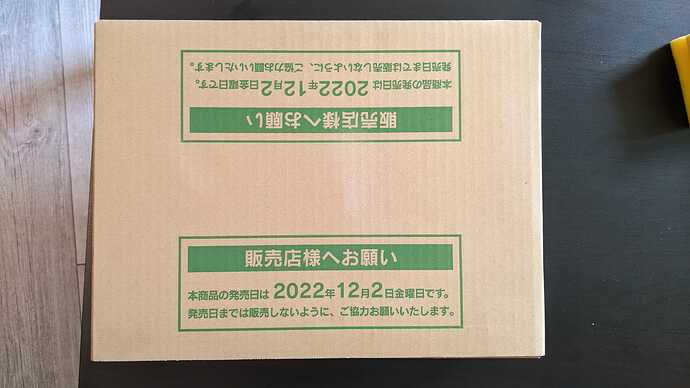 発売日までは販売しないように、ご協力お願いいたします。
本商品の発売日は 2022年12月2日金曜日です。
販売店様へお願い
販売店様へお願い
本商品の発売日は 2022年12月2日金曜日です。
発売日までは販売しないように、ご協力お願いいたします。